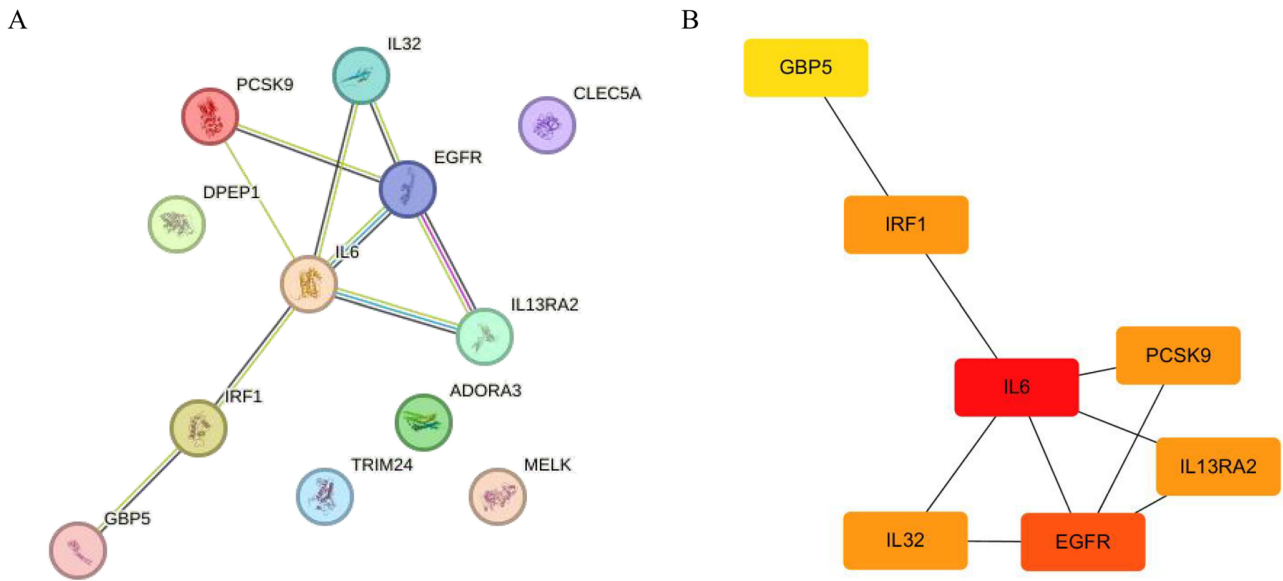 A
IL32
PCSK9
CLEC5A
EGFR
DPEP1
IL6
IL13RA2
IRF1
ADORA3
TRIM24
MELK
GBP5
B
GBP5
IRF1
PCSK9
IL6
IL13RA2
IL32
EGFR